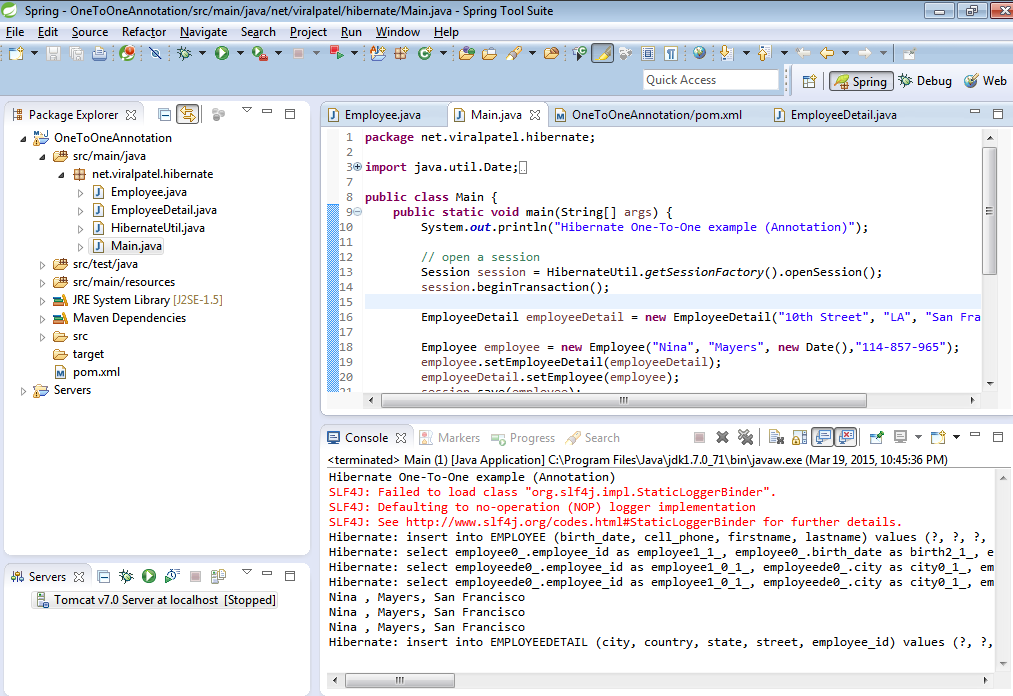 Spring - OneToOneAnnotation/src/main/java/net/viralpatel/hibernate/Main.java - Spring Tool Suite
File Edit Source Refactor Navigate Search Project Run Window Help
Quick Access
Spring Debug Web
Package Explorer
OneToOneAnnotation
src/main/java
net.viralpatel.hibernate
Employee.java
EmployeeDetail.java
HibernateUtil.java
Main.java
src/test/java
src/main/resources
JRE System Library [J2SE-1.5]
Maven Dependencies
src
target
pom.xml
Servers
Employee.java Main.java OneToOneAnnotation/pom.xml EmployeeDetail.java
1 package net.viralpatel.hibernate;
2
3 import java.util.Date;
7
8 public class Main {
9 public static void main(String[] args) {
10 System.out.println("Hibernate One-To-One example (Annotation)");
11
12 // open a session
13 Session session = HibernateUtil.getSessionFactory().openSession();
14 session.beginTransaction();
15
16 EmployeeDetail employeeDetail = new EmployeeDetail("10th Street", "LA", "San Fra
17
18 Employee employee = new Employee("Nina", "Mayers", new Date(),"114-857-965");
19 employee.setEmployeeDetail(employeeDetail);
20 employeeDetail.setEmployee(employee);
21 session.save(employee);
Console Markers Progress Search
<terminated> Main (1) [Java Application] C:\Program Files\Java\jdk1.7.0_71\bin\javaw.exe (Mar 19, 2015, 10:45:36 PM)
Hibernate One-To-One example (Annotation)
SLF4J: Failed to load class "org.slf4j.impl.StaticLoggerBinder".
SLF4J: Defaulting to no-operation (NOP) logger implementation
SLF4J: See http://www.slf4j.org/codes.html#StaticLoggerBinder for further details.
Hibernate: insert into EMPLOYEE (birth_date, cell_phone, firstname, lastname) values (?, ?, ?,
Hibernate: select employee0_.employee_id as employee1_1_, employee0_.birth_date as birth2_1_, e
Hibernate: select employeede0_.employee_id as employee1_0_1_, employeede0_.city as city0_1_, em
Hibernate: select employeede0_.employee_id as employee1_0_1_, employeede0_.city as city0_1_, em
Nina , Mayers, San Francisco
Nina , Mayers, San Francisco
Nina , Mayers, San Francisco
Hibernate: insert into EMPLOYEEDETAIL (city, country, state, street, employee_id) values (?, ?,
Servers
Tomcat v7.0 Server at localhost [Stopped]